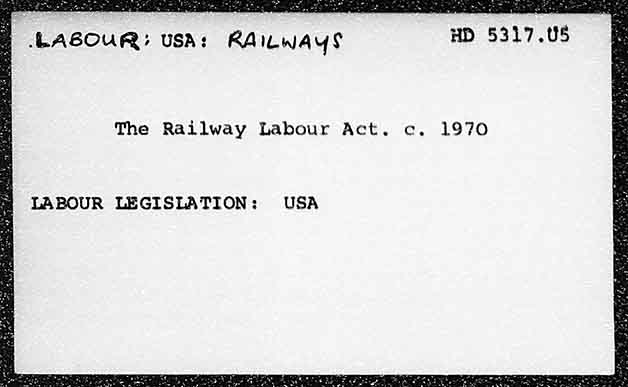 LABOUR: USA: RAILWAYS HD 5317.U5
The Railway Labour Act. c. 1970
LABOUR LEGISLATION: USA